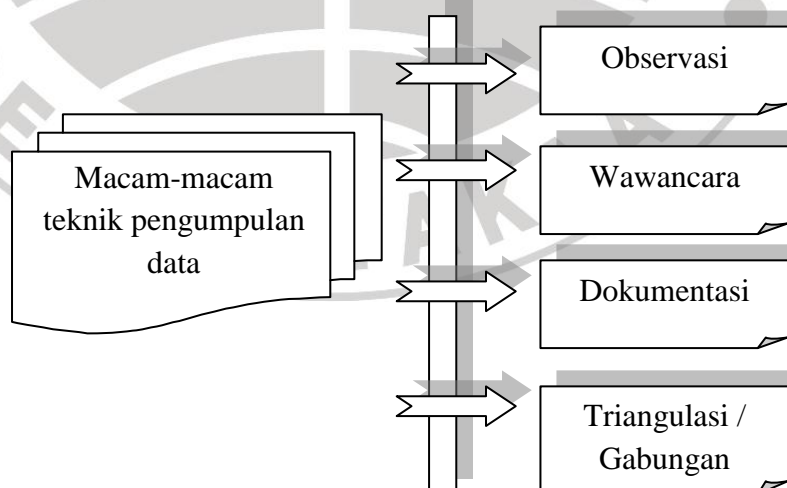 Macam-macam
teknik pengumpulan
data
Observasi
Wawancara
Dokumentasi
Triangulasi /
Gabungan